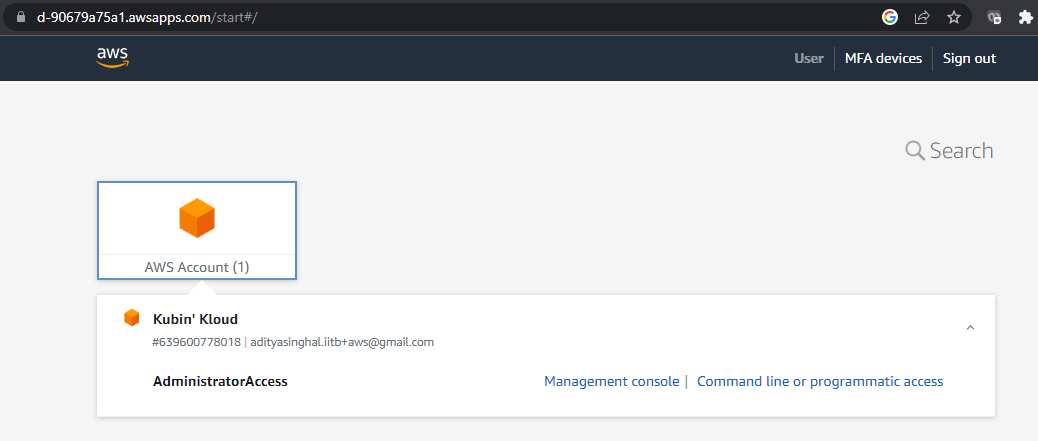 d-90679a75a1.awsapps.com/start#/
aws
User MFA devices Sign out
Search
AWS Account (1)
Kubin' Kloud
#639600778018 | adityasinghal.iitb+aws@gmail.com
AdministratorAccess Management console | Command line or programmatic access